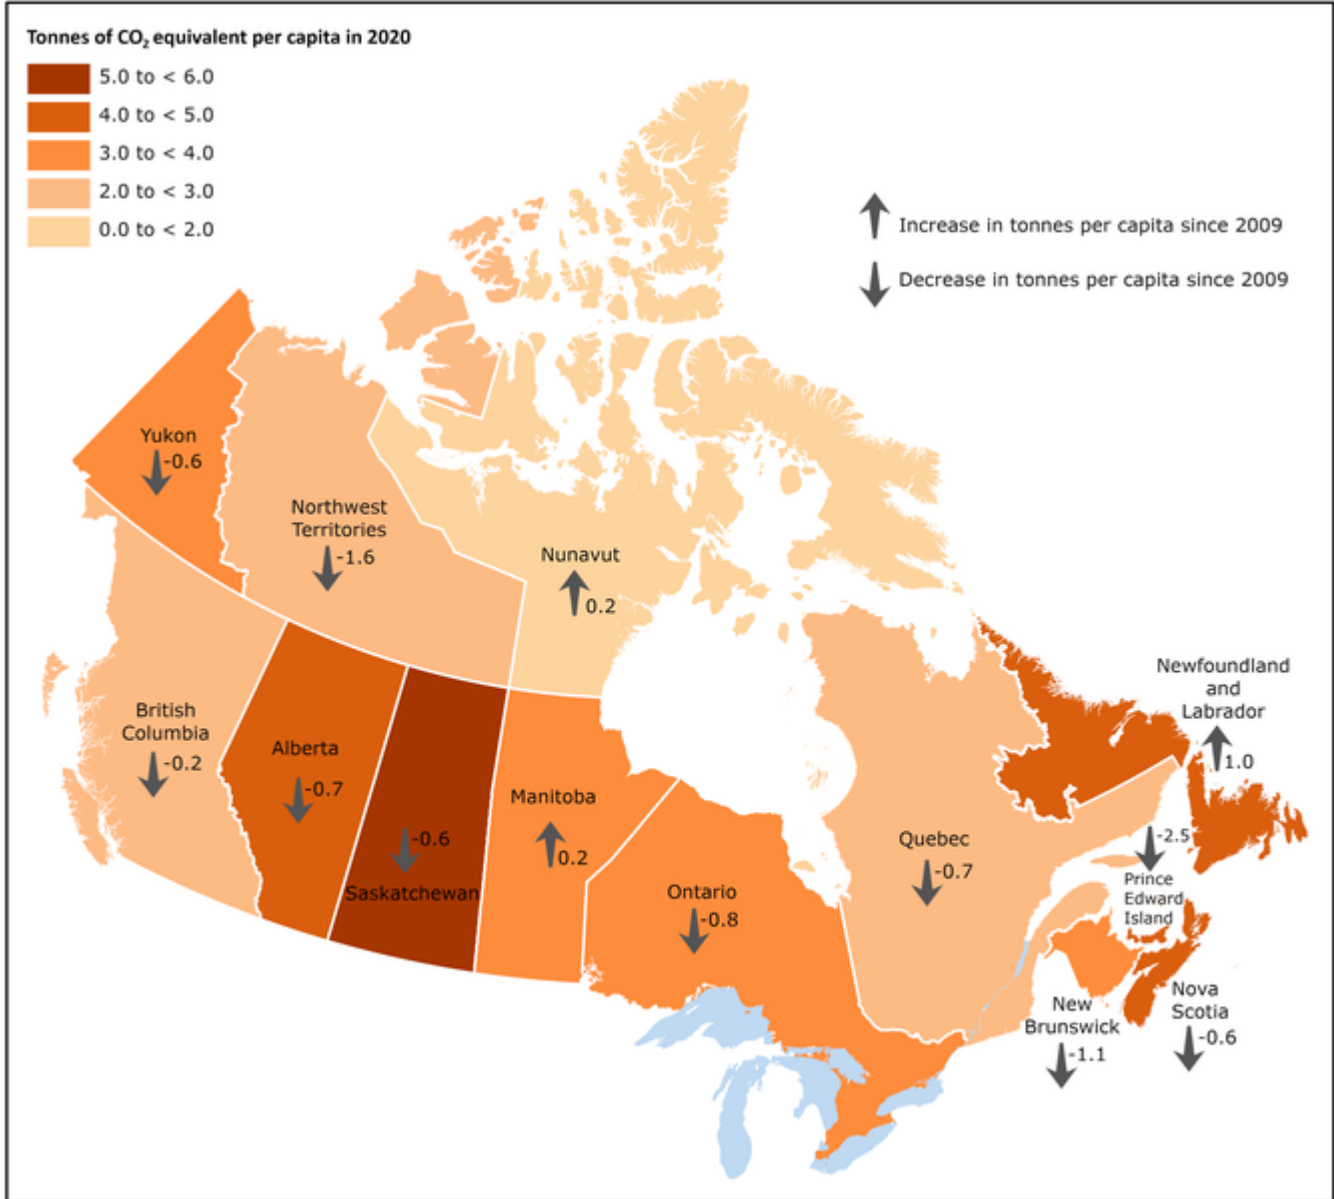 Tonnes of CO₂ equivalent per capita in 2020
5.0 to < 6.0
4.0 to < 5.0
3.0 to < 4.0
2.0 to < 3.0
0.0 to < 2.0
Increase in tonnes per capita since 2009
Decrease in tonnes per capita since 2009
Yukon
-0.6
Northwest
Territories
-1.6
Nunavut
0.2
British
Columbia
-0.2
Alberta
-0.7
-0.6
Saskatchewan
Manitoba
0.2
Ontario
-0.8
Quebec
-0.7
Newfoundland
and
Labrador
1.0
-2.5
Prince
Edward
Island
New
Brunswick
-1.1
Nova
Scotia
-0.6